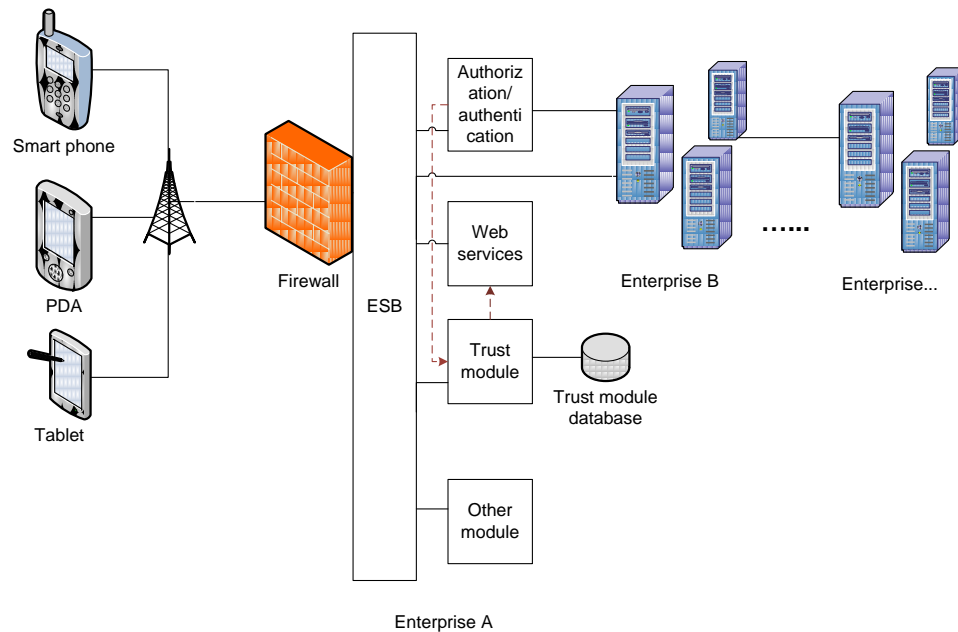 Smart phone
PDA
Tablet
Firewall
ESB
Authoriz
ation/
authenti
cation
Web
services
Trust
module
Other
module
Trust module
database
Enterprise B
......
Enterprise...
Enterprise A